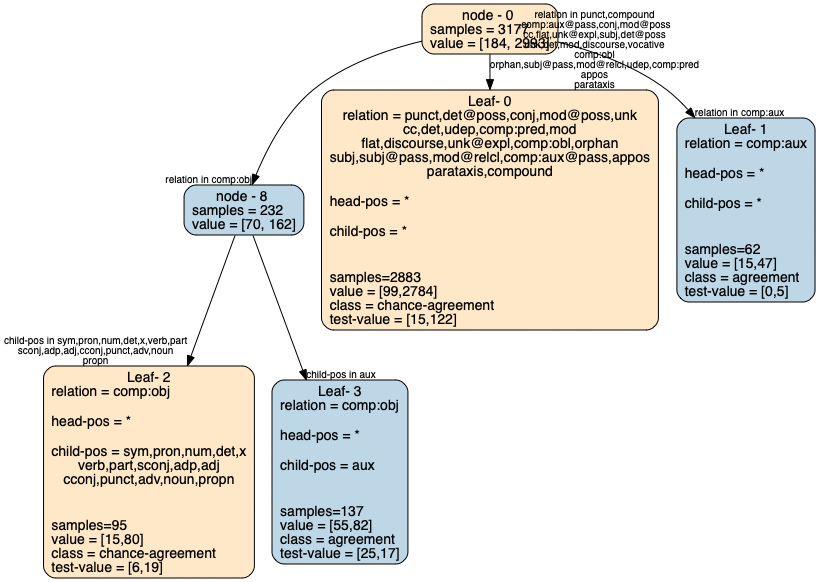 node - 0
samples = 3177
value = [184, 2993]
relation in punct,compound
comp:aux@pass,conj,mod@poss
cc,flat,unk@expl,subj,det@poss
unk,det,mod,discourse,vocative
comp:obl
orphan,subj@pass,mod@relcl,udep,comp:pred
appos
parataxis
Leaf- 0
relation = punct,det@poss,conj,mod@poss,unk
cc,det,udep,comp:pred,mod
flat,discourse,unk@expl,comp:obl,orphan
subj,subj@pass,mod@relcl,comp:aux@pass,appos
parataxis,compound
head-pos = *
child-pos = *
samples=2883
value = [99,2784]
class = chance-agreement
test-value = [15,122]
relation in comp:aux
Leaf- 1
relation = comp:aux
head-pos = *
child-pos = *
samples=62
value = [15,47]
class = agreement
test-value = [0,5]
relation in comp:obj
node - 8
samples = 232
value = [70, 162]
child-pos in sym,pron,num,det,x,verb,part
sconj,adp,adj,cconj,punct,adv,noun
propn
Leaf- 2
relation = comp:obj
head-pos = *
child-pos = sym,pron,num,det,x
verb,part,sconj,adp,adj
cconj,punct,adv,noun,propn
samples=95
value = [15,80]
class = chance-agreement
test-value = [6,19]
child-pos in aux
Leaf- 3
relation = comp:obj
head-pos = *
child-pos = aux
samples=137
value = [55,82]
class = agreement
test-value = [25,17]